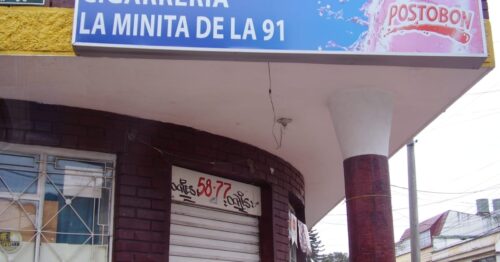 CIGARRERIA
LA MINITA DE LA 91
POSTOBON
58-77